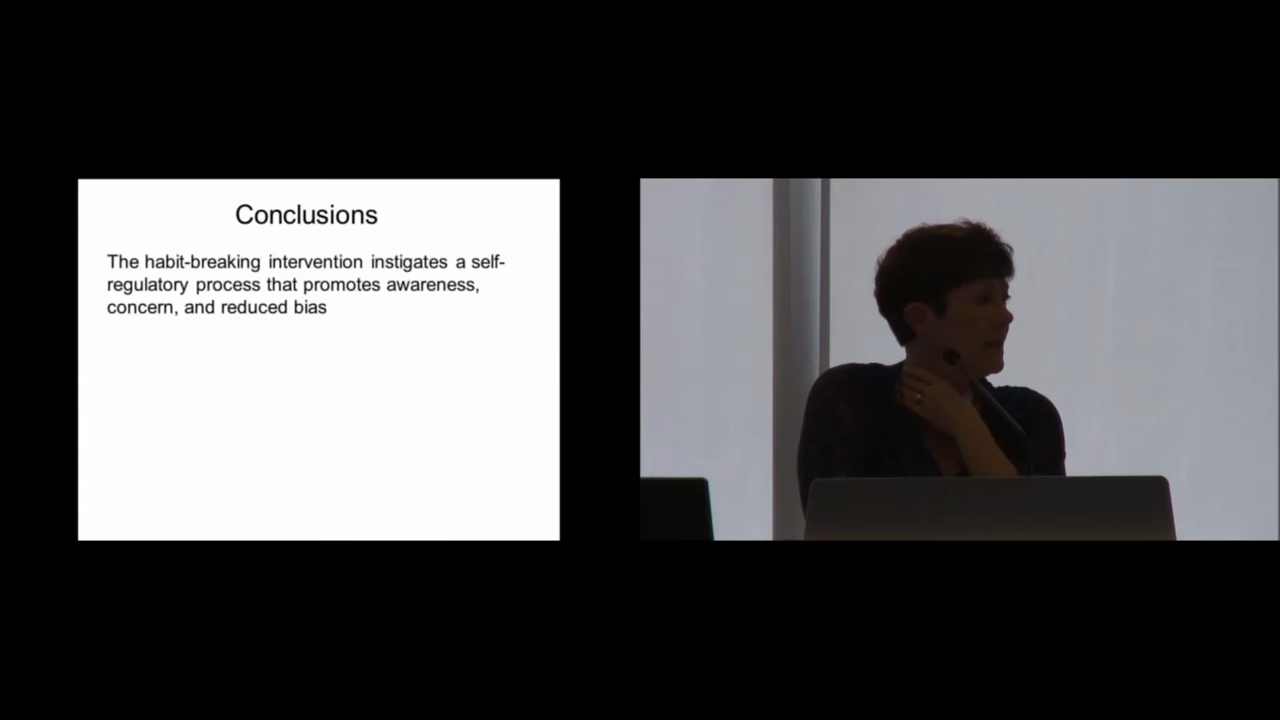 Conclusions
The habit-breaking intervention instigates a self-
regulatory process that promotes awareness,
concern, and reduced bias